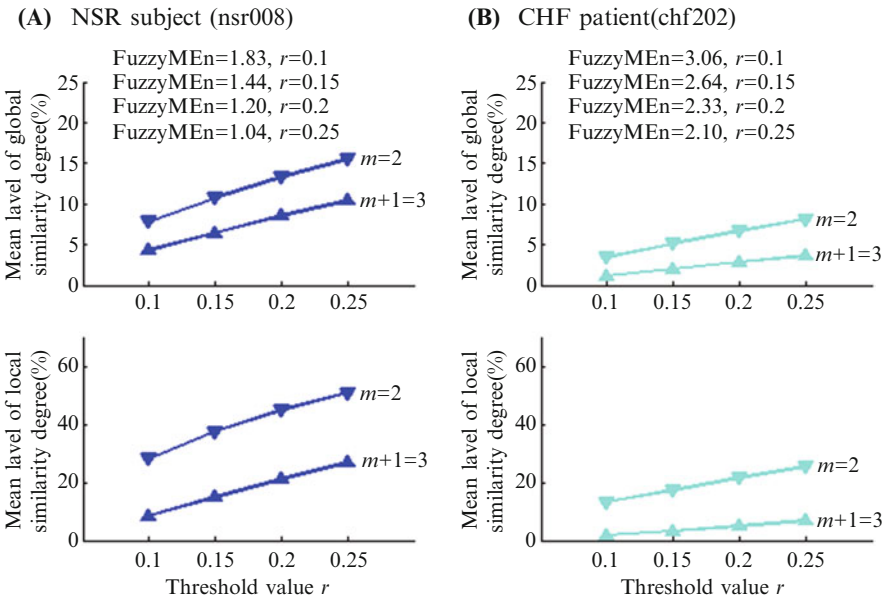 (A) NSR subject (nsr008)
FuzzyMEn=1.83, r=0.1
FuzzyMEn=1.44, r=0.15
FuzzyMEn=1.20, r=0.2
FuzzyMEn=1.04, r=0.25
Mean lavel of global
similarity degree(%)
25
20
15
10
5
0
m=2
m+1=3
0.1 0.15 0.2 0.25
(B) CHF patient(chf202)
FuzzyMEn=3.06, r=0.1
FuzzyMEn=2.64, r=0.15
FuzzyMEn=2.33, r=0.2
FuzzyMEn=2.10, r=0.25
Mean lavel of global
similarity degree(%)
25
20
15
10
5
0
m=2
m+1=3
0.1 0.15 0.2 0.25
Mean lavel of local
similarity degree(%)
60
40
20
0
m=2
m+1=3
0.1 0.15 0.2 0.25
Threshold value r
Mean lavel of local
similarity degree(%)
60
40
20
0
m=2
m+1=3
0.1 0.15 0.2 0.25
Threshold value r